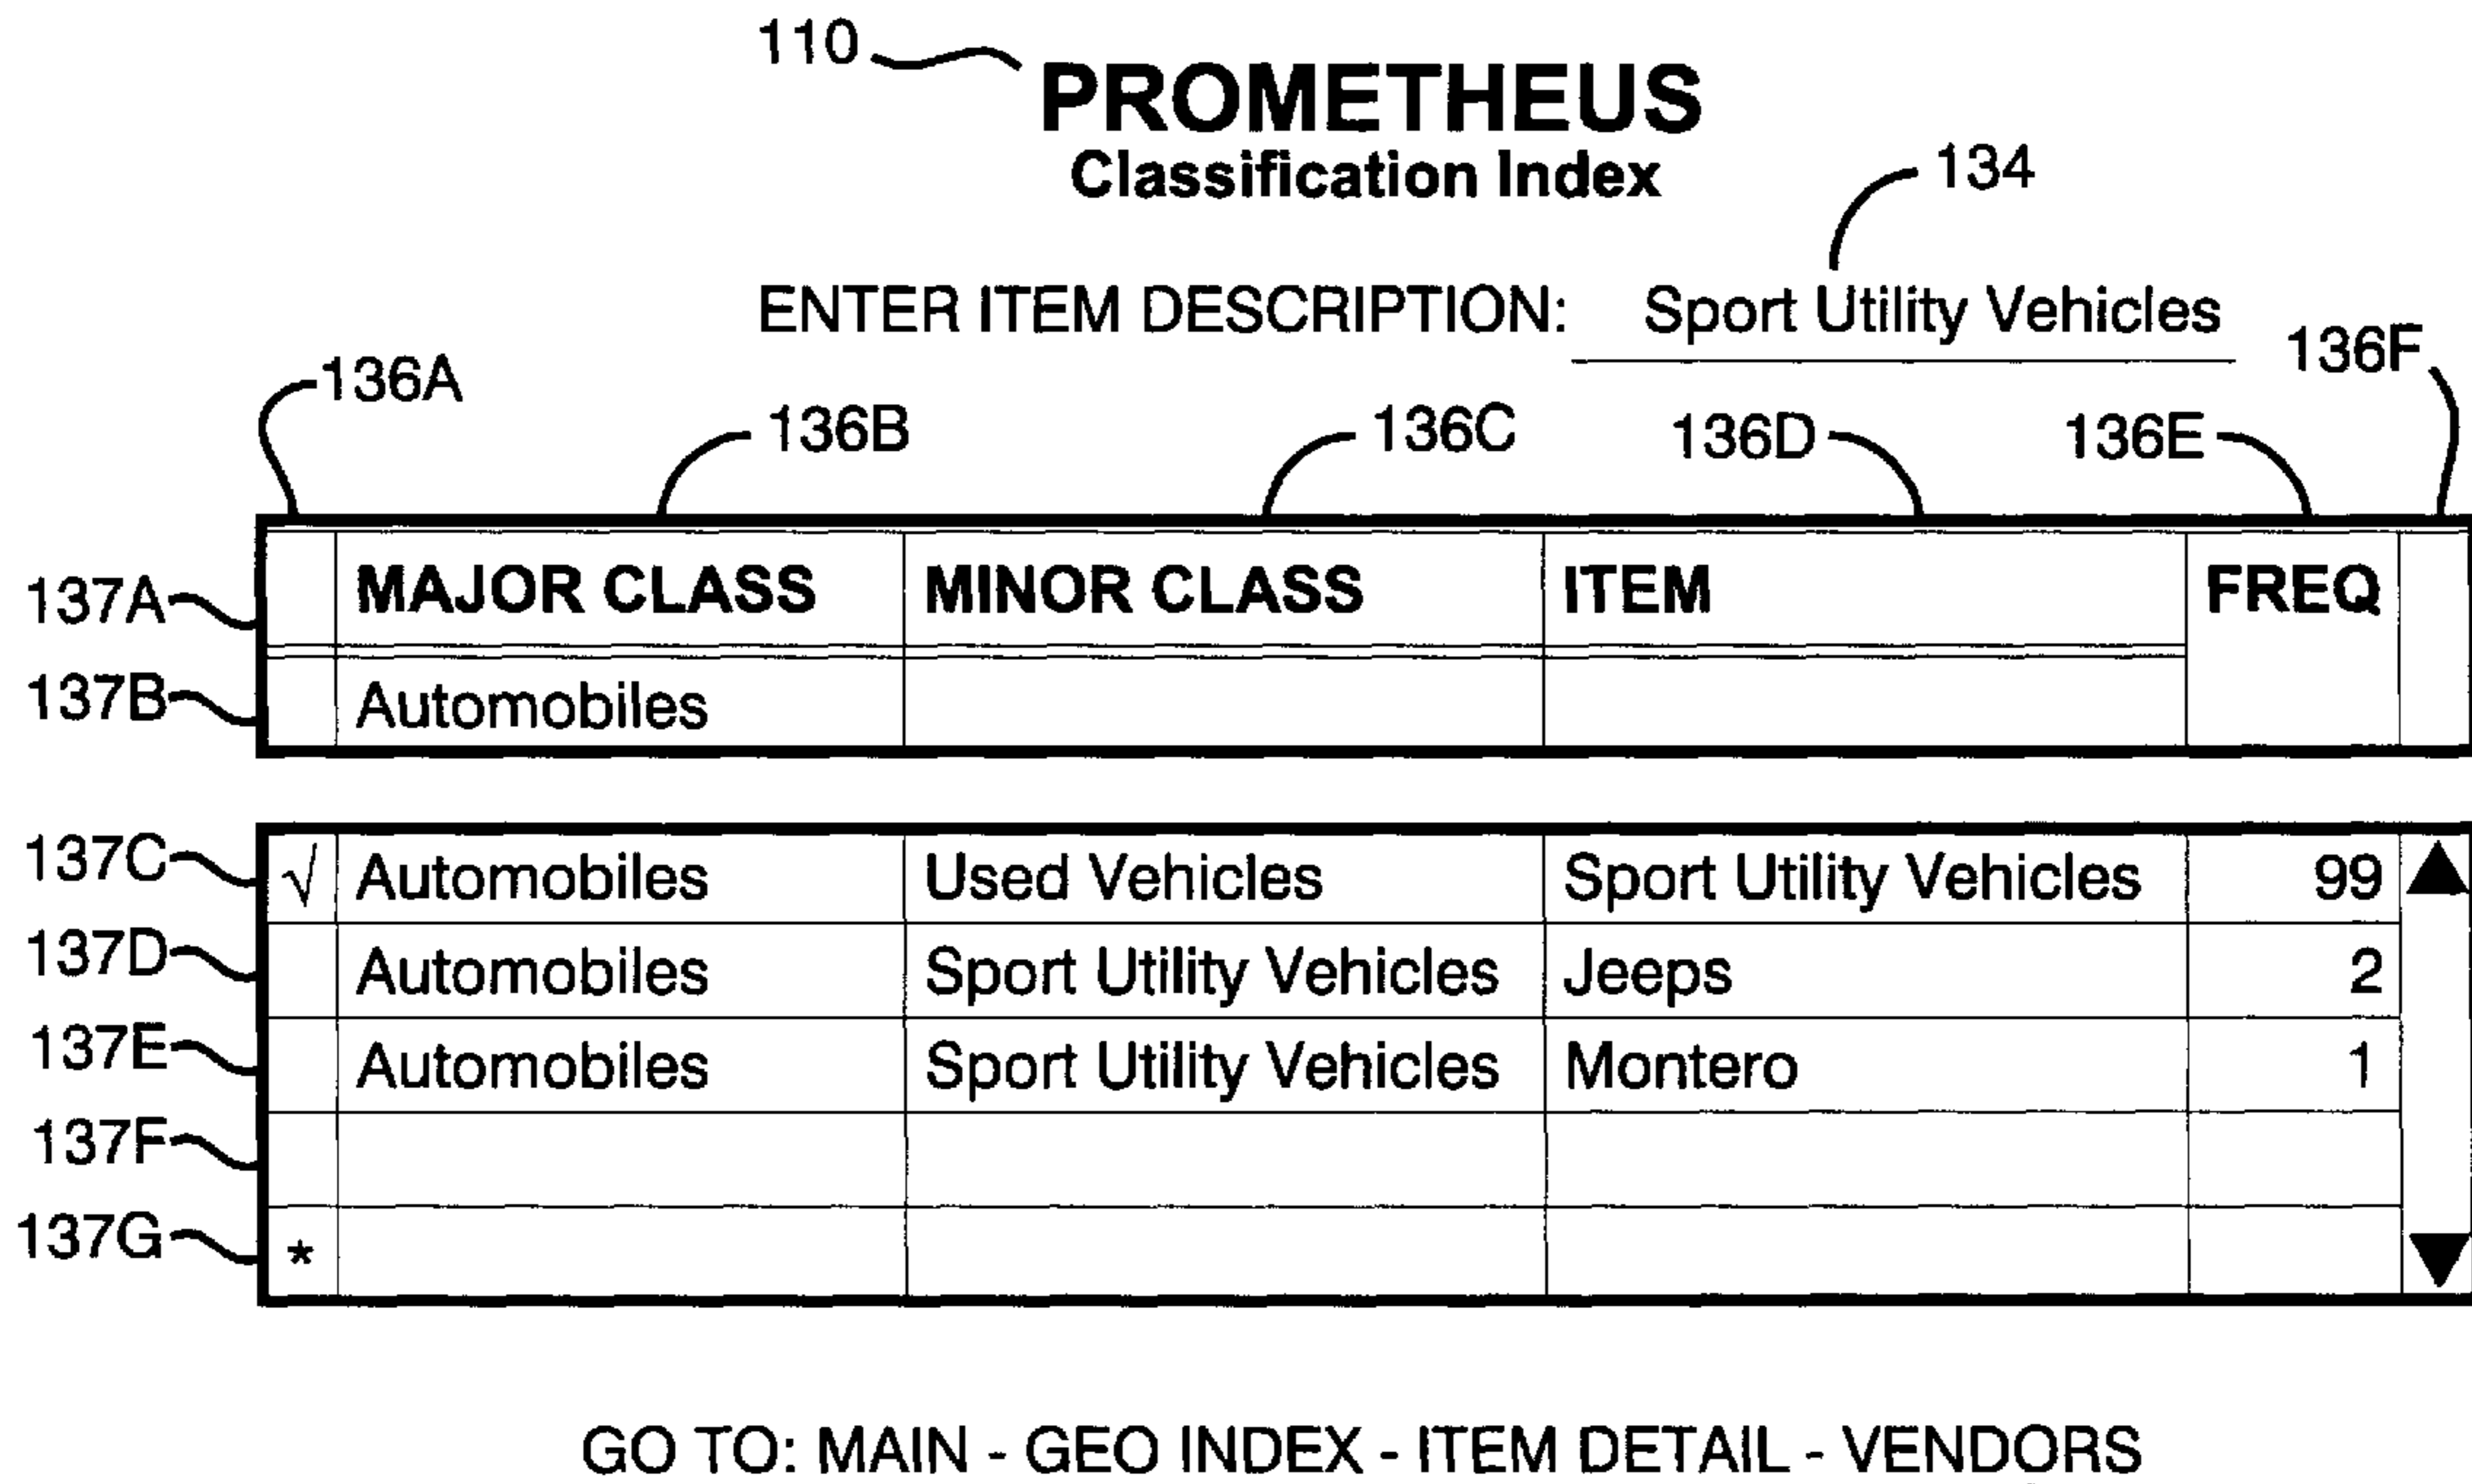 110
PROMETHEUS
Classification Index
134
ENTER ITEM DESCRIPTION: Sport Utility Vehicles
136F
136A
136B 136C 136D 136E
137A MAJOR CLASS MINOR CLASS ITEM FREQ
137B Automobiles
137C √ Automobiles Used Vehicles Sport Utility Vehicles 99
137D Automobiles Sport Utility Vehicles Jeeps 2
137E Automobiles Sport Utility Vehicles Montero 1
137F
137G *
GO TO: MAIN - GEO INDEX - ITEM DETAIL - VENDORS